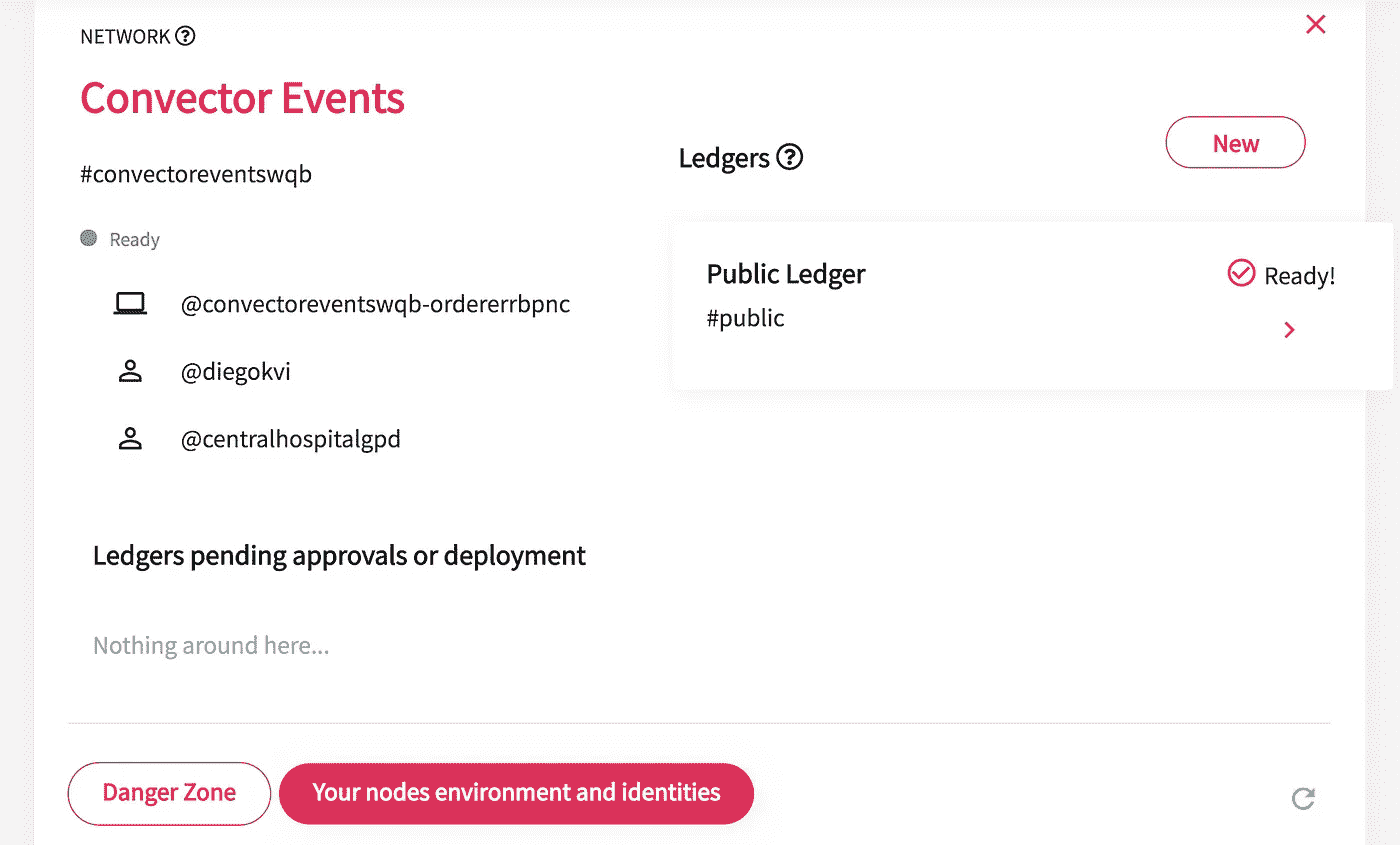 NETWORK ?
Convector Events
#convectoreventswqb
Ready
@convectoreventswqb-ordererrbpnc
@diegokvi
@centralhospitalgpd
Ledgers ?
New
Public Ledger
Ready!
#public
Ledgers pending approvals or deployment
Nothing around here...
Danger Zone
Your nodes environment and identities